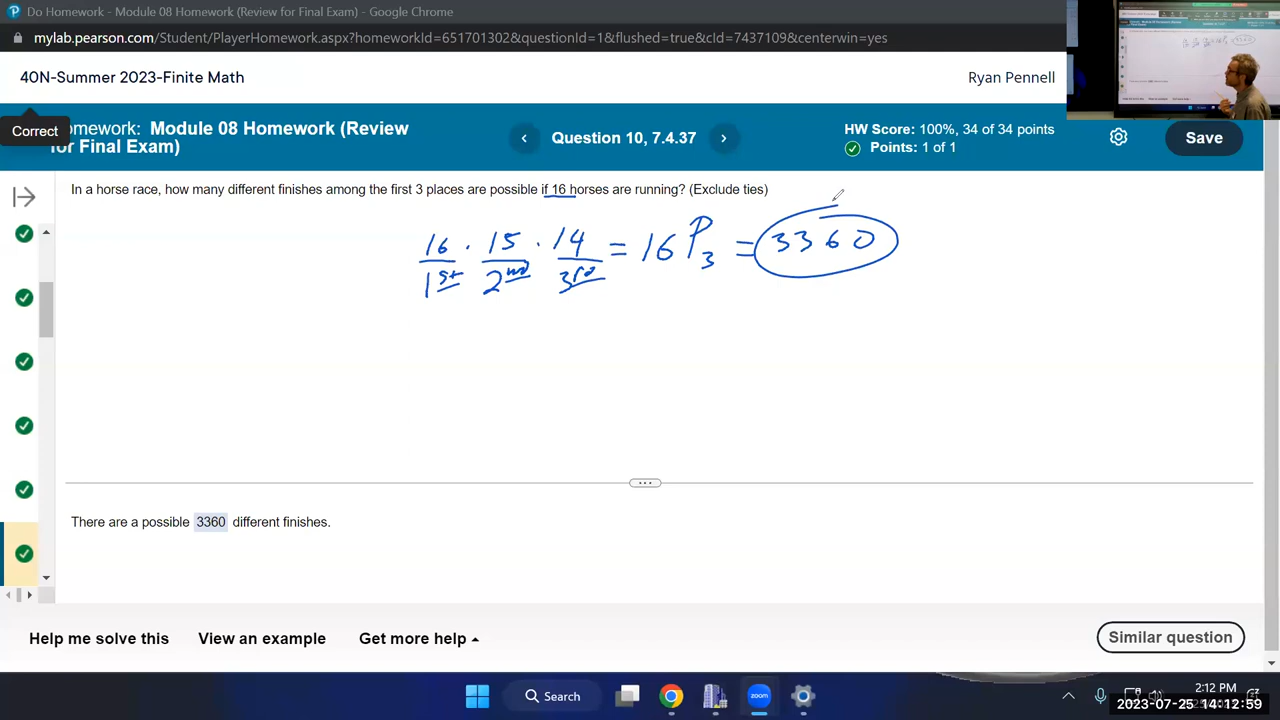 Do Homework - Module 08 Homework (Review for Final Exam) - Google Chrome
mylab.pearson.com/Student/PlayerHomework.aspx?homeworkId=
=1&flushed=true
743718
centerwin=yes
40N-Summer 2023-Finite Math
Ryan Pennell
Correct
omework: Module 08 Homework (Review
for Final Exam)
Question 10, 7.4.37
HW Score: 100%, 34 of 34 points
Points: 1 of 1
Save
In a horse race, how many different finishes among the first 3 places are possible if 16 horses are running? (Exclude ties)
16 · 15 · 14 = 16 P 3 = 3360
1st 2nd 3rd
There are a possible 3360 different finishes.
Help me solve this
View an example
Get more help
Similar question
Search
zoom
2:12 PM
2023-07-25 14:12:59